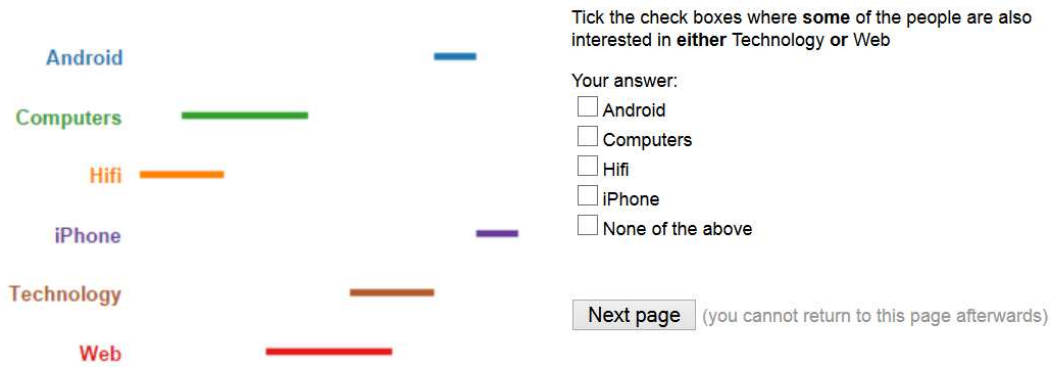 Android
Computers
Hifi
iPhone
Technology
Web
Tick the check boxes where some of the people are also
interested in either Technology or Web
Your answer:
Android
Computers
Hifi
iPhone
None of the above
Next page (you cannot return to this page afterwards)